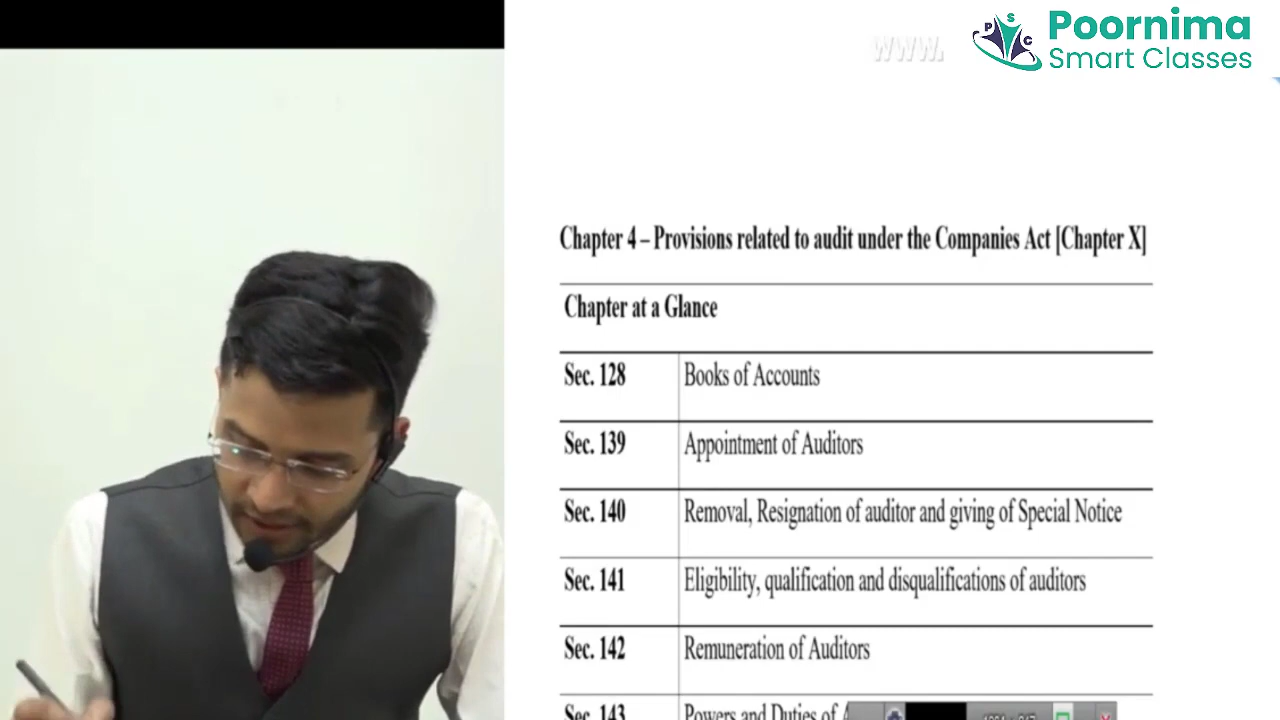 www.
P S C
Poornima
Smart Classes
Chapter 4 – Provisions related to audit under the Companies Act [Chapter X]
Chapter at a Glance
Sec. 128 Books of Accounts
Sec. 139 Appointment of Auditors
Sec. 140 Removal, Resignation of auditor and giving of Special Notice
Sec. 141 Eligibility, qualification and disqualifications of auditors
Sec. 142 Remuneration of Auditors
Sec. 143 Powers and Duties of